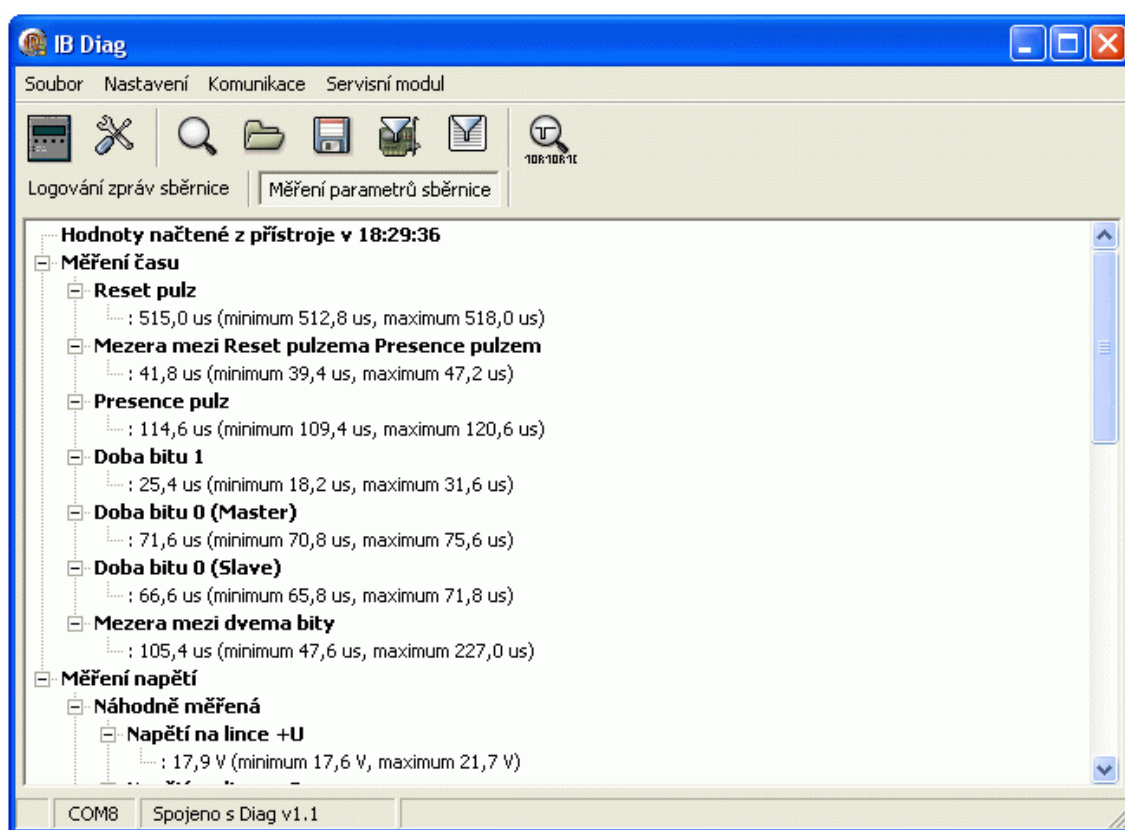 IB Diag
Soubor Nastavení Komunikace Servisní modul
Logování zpráv sběrnice Měření parametrů sběrnice
Hodnoty načtené z přístroje v 18:29:36
Měření času
Reset pulz
: 515,0 us (minimum 512,8 us, maximum 518,0 us)
Mezera mezi Reset pulzema Presence pulzem
: 41,8 us (minimum 39,4 us, maximum 47,2 us)
Presence pulz
: 114,6 us (minimum 109,4 us, maximum 120,6 us)
Doba bitu 1
: 25,4 us (minimum 18,2 us, maximum 31,6 us)
Doba bitu 0 (Master)
: 71,6 us (minimum 70,8 us, maximum 75,6 us)
Doba bitu 0 (Slave)
: 66,6 us (minimum 65,8 us, maximum 71,8 us)
Mezera mezi dvema bity
: 105,4 us (minimum 47,6 us, maximum 227,0 us)
Měření napětí
Náhodně měřená
Napětí na lince +U
: 17,9 V (minimum 17,6 V, maximum 21,7 V)
COM8 Spojeno s Diag v1.1